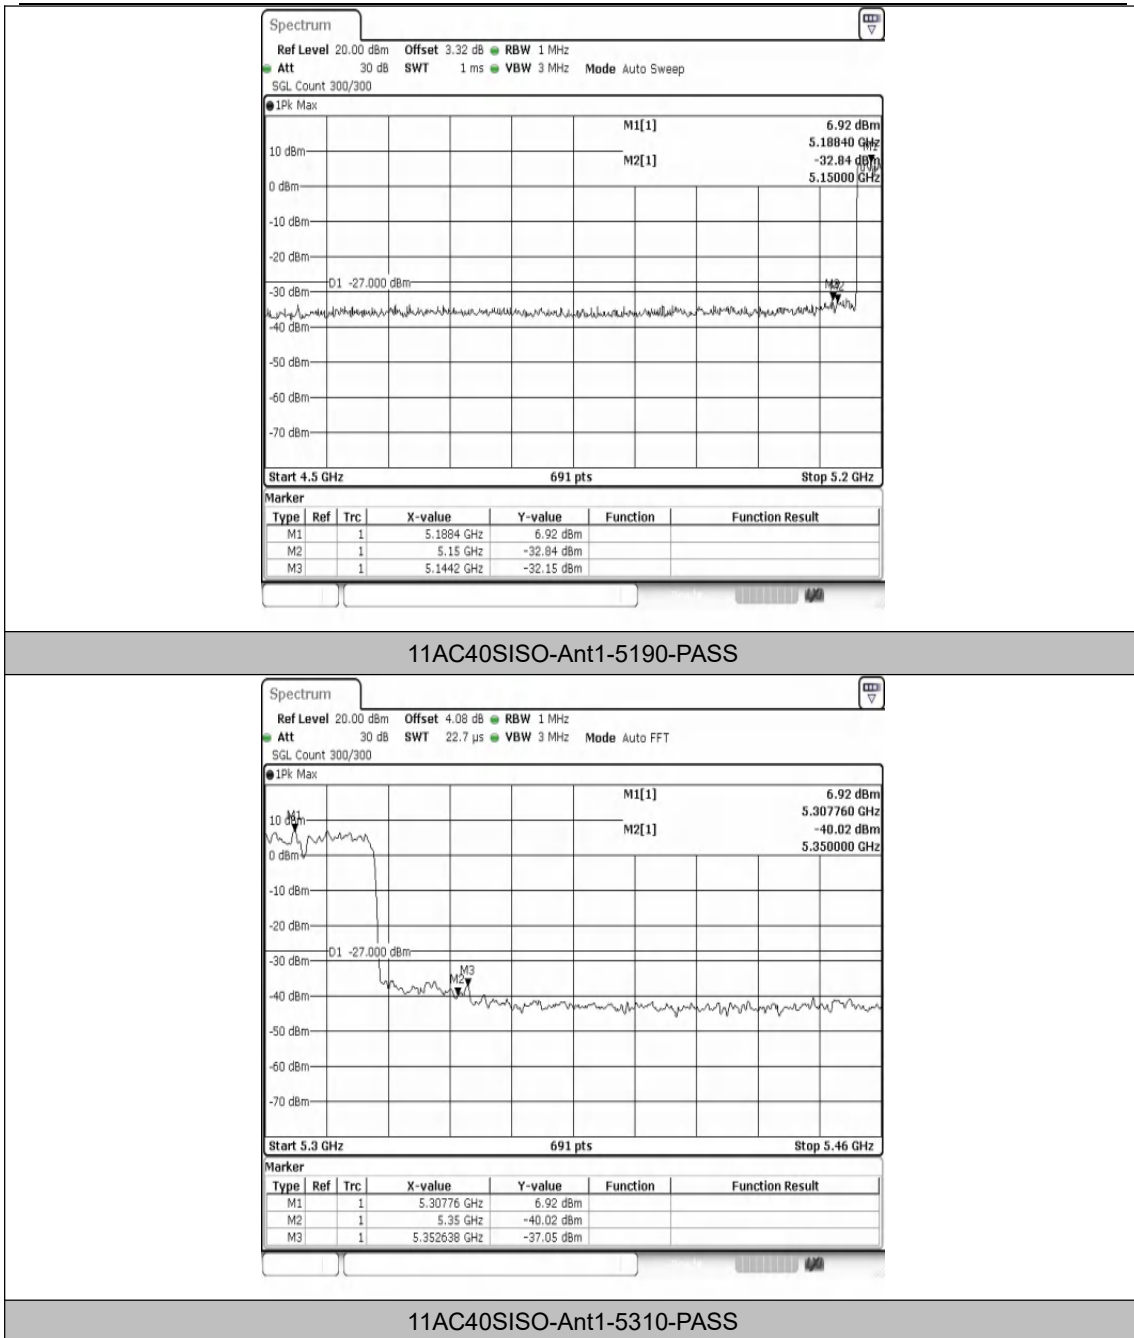 Spectrum
Ref Level 20.00 dBm Offset 3.32 dB RBW 1 MHz
Att 30 dB SWT 1 ms VBW 3 MHz Mode Auto Sweep
SGL Count 300/300
1Pk Max
M1[1] 6.92 dBm
5.18840 GHz
M2[1] -32.84 dBm
5.15000 GHz
10 dBm
0 dBm
-10 dBm
-20 dBm
D1 -27.000 dBm
-30 dBm
-40 dBm
-50 dBm
-60 dBm
-70 dBm
Start 4.5 GHz 691 pts Stop 5.2 GHz
Marker
Type Ref Trc X-value Y-value Function Function Result
M1 1 5.1884 GHz 6.92 dBm
M2 1 5.15 GHz -32.84 dBm
M3 1 5.1442 GHz -32.15 dBm
11AC40SISO-Ant1-5190-PASS
Spectrum
Ref Level 20.00 dBm Offset 4.08 dB RBW 1 MHz
Att 30 dB SWT 22.7 µs VBW 3 MHz Mode Auto FFT
SGL Count 300/300
1Pk Max
M1[1] 6.92 dBm
5.307760 GHz
M2[1] -40.02 dBm
5.350000 GHz
M1
10 dBm
0 dBm
-10 dBm
-20 dBm
D1 -27.000 dBm
-30 dBm
M2 M3
-40 dBm
-50 dBm
-60 dBm
-70 dBm
Start 5.3 GHz 691 pts Stop 5.46 GHz
Marker
Type Ref Trc X-value Y-value Function Function Result
M1 1 5.30776 GHz 6.92 dBm
M2 1 5.35 GHz -40.02 dBm
M3 1 5.352638 GHz -37.05 dBm
11AC40SISO-Ant1-5310-PASS